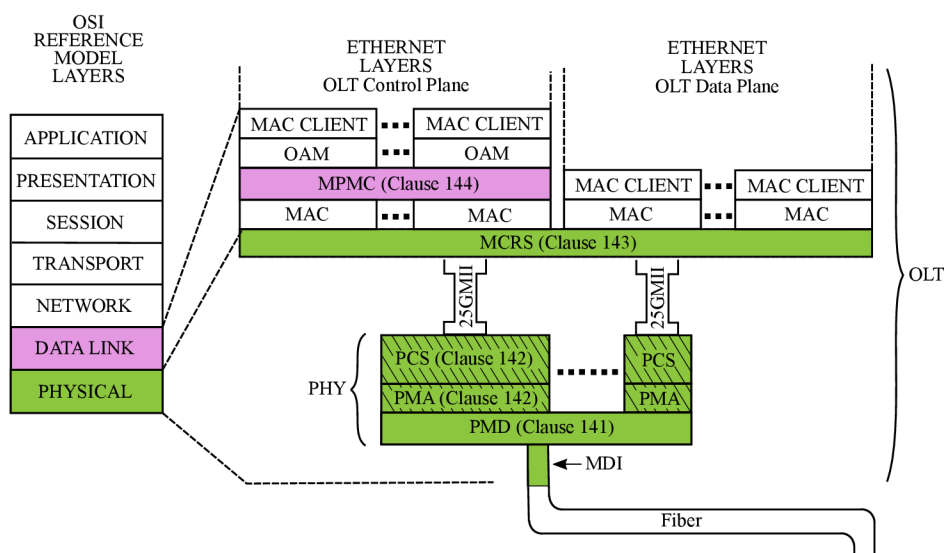 OSI
REFERENCE
MODEL
LAYERS
APPLICATION
PRESENTATION
SESSION
TRANSPORT
NETWORK
DATA LINK
PHYSICAL
ETHERNET
LAYERS
OLT Control Plane
ETHERNET
LAYERS
OLT Data Plane
MAC CLIENT
MAC CLIENT
OAM
OAM
MPMC (Clause 144)
MAC
MAC
MAC CLIENT
MAC CLIENT
MAC
MAC
MCRS (Clause 143)
25GMII
25GMII
PHY
PCS (Clause 142)
PCS
PMA (Clause 142)
PMA
PMD (Clause 141)
MDI
Fiber
OLT